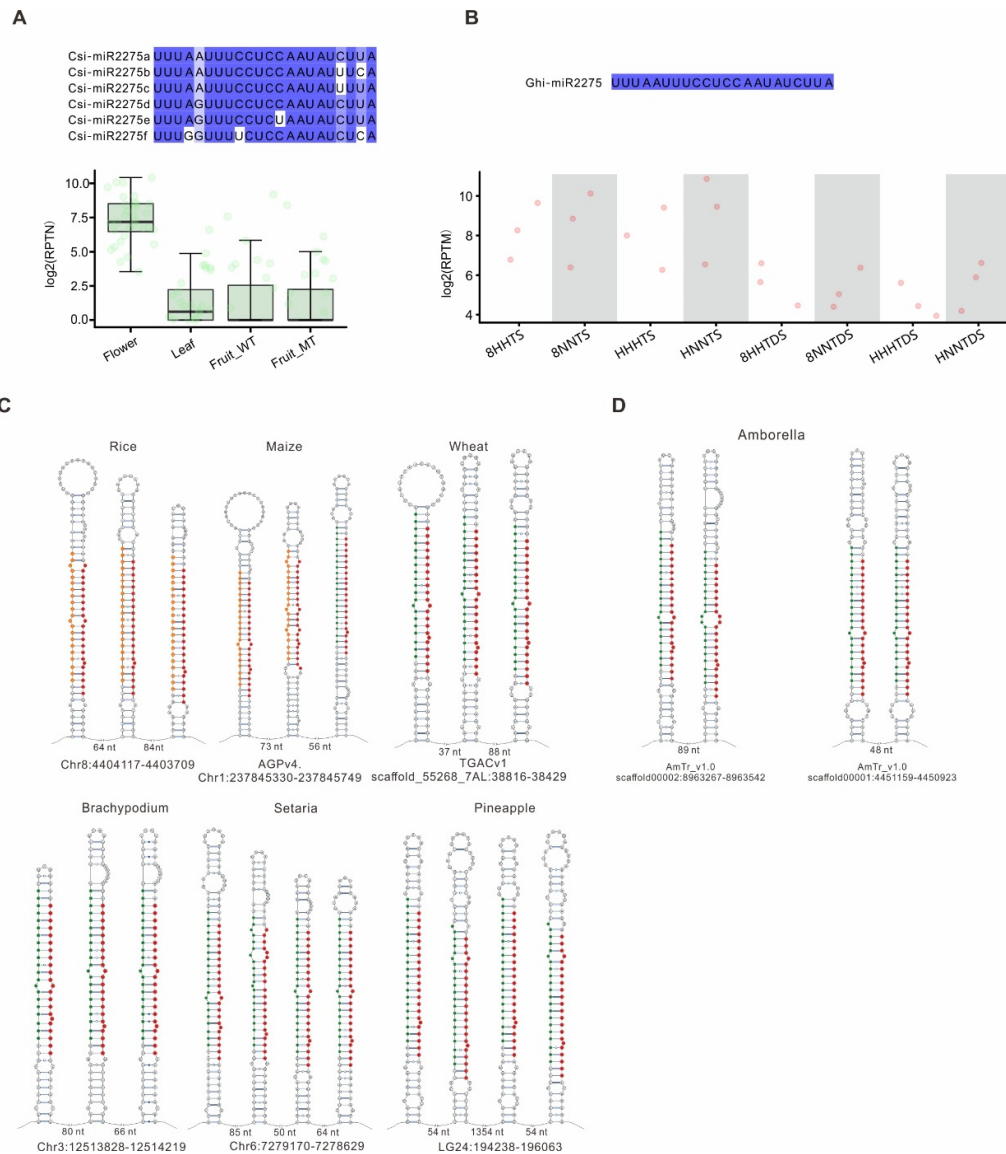 A
Csi-miR2275a UUUAAUUUCCUCCAAUAUCUUA
Csi-miR2275b UUUAAUUUCCUCCAAUAUUUCA
Csi-miR2275c UUUAAUUUCCUCCAAUAUUUUA
Csi-miR2275d UUUAGUUUCCUCCAAUAUCUUA
Csi-miR2275e UUUAGUUUCCUCUAAUAUCUUA
Csi-miR2275f UUUGGUUUUCUCCAAUAUCUCA
log2(RPTN)
10.0
7.5
5.0
2.5
0.0
Flower Leaf Fruit_WT Fruit_MT
B
Ghi-miR2275 UUUAAUUUCCUCCAAUAUCUUA
log2(RPTM)
10
8
6
4
8HHTS 8NNTS HHHTS HNNTS 8HHTDS 8NNTDS HHHTDS HNNTDS
C
Rice Maize Wheat
64 nt 84nt
Chr8:4404117-4403709
73 nt 56 nt
AGPv4.
Chr1:237845330-237845749
37 nt 88 nt
TGACv1
scaffold_55268_7AL:38816-38429
D
Amborella
89 nt
AmTr_v1.0
scaffold00002:8963267-8963542
48 nt
AmTr_v1.0
scaffold00001:4451159-4450923
Brachypodium Setaria Pineapple
80 nt 66 nt
Chr3:12513828-12514219
85 nt 50 nt 64 nt
Chr6:7279170-7278629
54 nt 1354 nt 54 nt
LG24:194238-196063